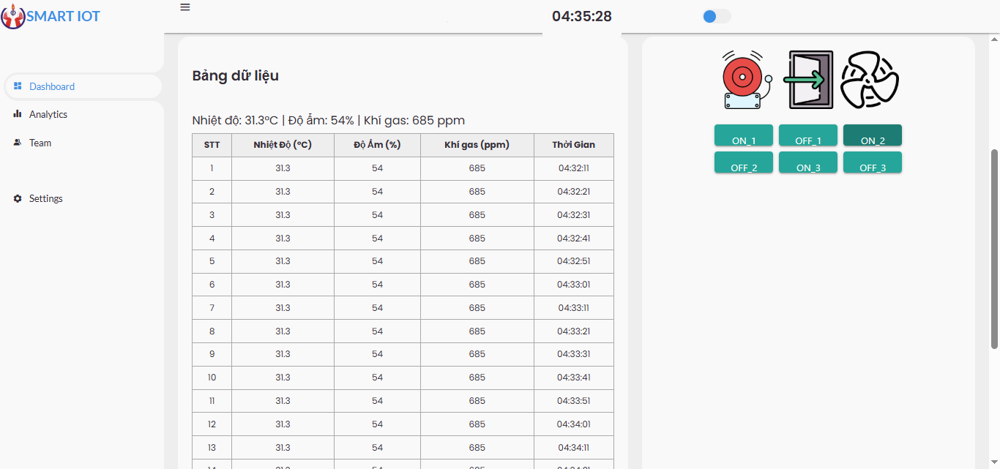 SMART IOT
04:35:28
Dashboard
Analytics
Team
Settings
Bảng dữ liệu
Nhiệt độ: 31.3°C | Độ ẩm: 54% | Khí gas: 685 ppm
STT Nhiệt Độ (°C) Độ Ẩm (%) Khí gas (ppm) Thời Gian
1 31.3 54 685 04:32:11
2 31.3 54 685 04:32:21
3 31.3 54 685 04:32:31
4 31.3 54 685 04:32:41
5 31.3 54 685 04:32:51
6 31.3 54 685 04:33:01
7 31.3 54 685 04:33:11
8 31.3 54 685 04:33:21
9 31.3 54 685 04:33:31
10 31.3 54 685 04:33:41
11 31.3 54 685 04:33:51
12 31.3 54 685 04:34:01
13 31.3 54 685 04:34:11
ON_1 OFF_1 ON_2
OFF_2 ON_3 OFF_3